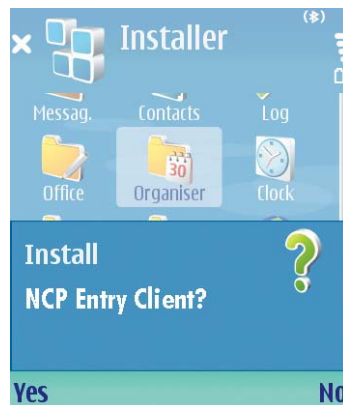 Installer
Messag. Contacts Log
Office Organiser 30 Clock
Install
NCP Entry Client?
Yes No